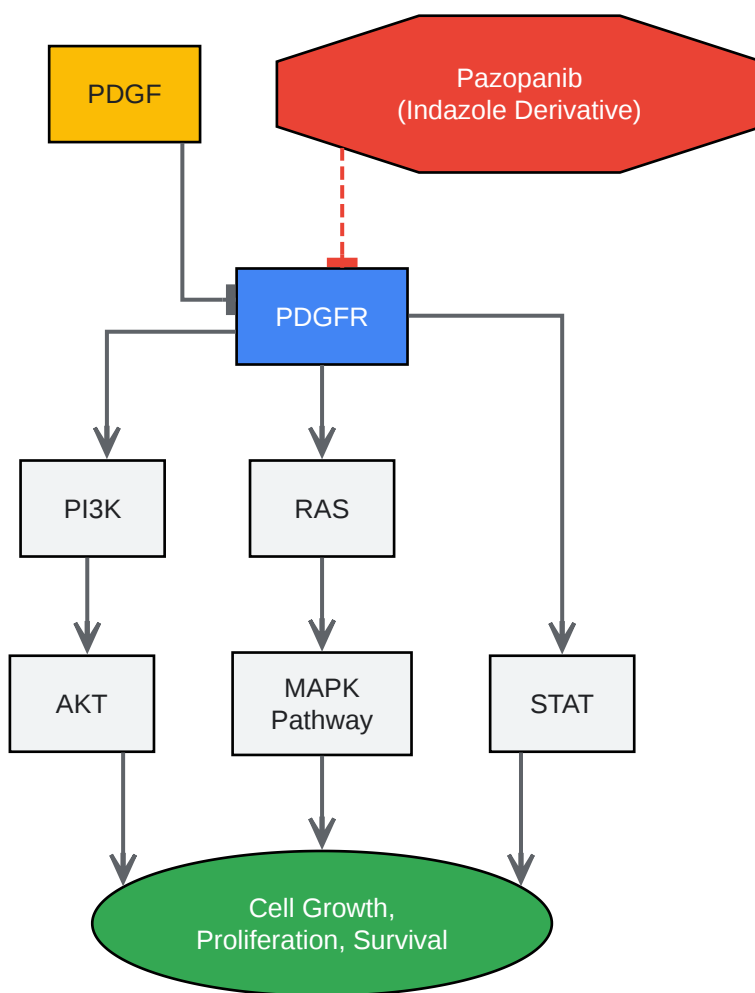 PDGF
Pazopanib
(Indazole Derivative)
PDGFR
PI3K
RAS
AKT
MAPK
Pathway
STAT
Cell Growth,
Proliferation, Survival